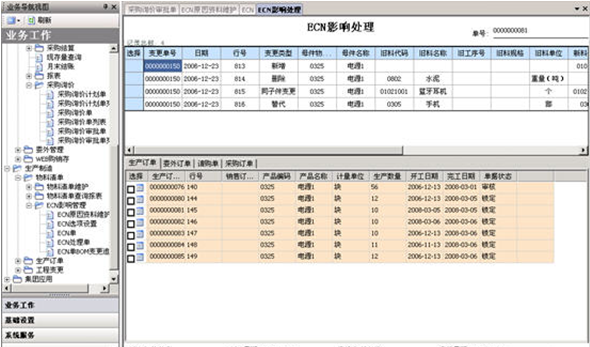 业务导航视图
刷新
业务工作
采购结算
现存量查询
月末结账
报表
采购询价
采购询价计划单
采购询价计划单列
采购询价单
采购询价单列表
采购询价审批单
采购询价审批单
委外管理
WEB购销存
生产制造
物料清单
物料清单维护
物料清单查询报表
ECN影响管理
ECN原因资料维护
ECN选项设置
ECN单
ECN处理单
ECN单BOM变更造
生产订单
工程变更
集团应用
业务工作
基础设置
系统服务
采购询价审批单 ECN原因资料维护 ECN ECN影响处理
ECN影响处理
单号: 0000000081
记录总数: 4
选择 变更单号 日期 行号 变更类型 母件物... 母件名称 旧料代码 旧料名称 旧工序号 旧料规格 旧料单位 新料
0000000150 2006-12-23 813 新增 0325 电源1 010
0000000150 2006-12-23 814 删除 0325 电源1 0802 水泥 重量(吨)
0000000150 2006-12-23 815 同子件变更 0325 电源1 01021001 蓝牙耳机 个 0102
0000000150 2006-12-23 816 替代 0325 电源1 0305 手机 部 030
生产订单 委外订单 请购单 采购订单
选择 生产订... 行号 销售订... 产品编码 产品名称 计量单位 生产数量 开工日期 完工日期 单据状态
0000000076 140 0325 电源1 块 56 2006-12-13 2008-03-01 审核
0000000080 144 0325 电源1 块 12 2006-12-13 2008-03-06 锁定
0000000081 145 0325 电源1 块 10 2008-03-05 2008-03-06 锁定
0000000082 146 0325 电源1 块 10 2008-03-05 2008-03-06 锁定
0000000083 147 0325 电源1 块 10 2006-12-13 2008-03-06 锁定
0000000084 148 0325 电源1 块 11 2006-11-13 2008-03-06 锁定
0000000085 149 0325 电源1 块 12 2006-12-13 2008-03-06 锁定